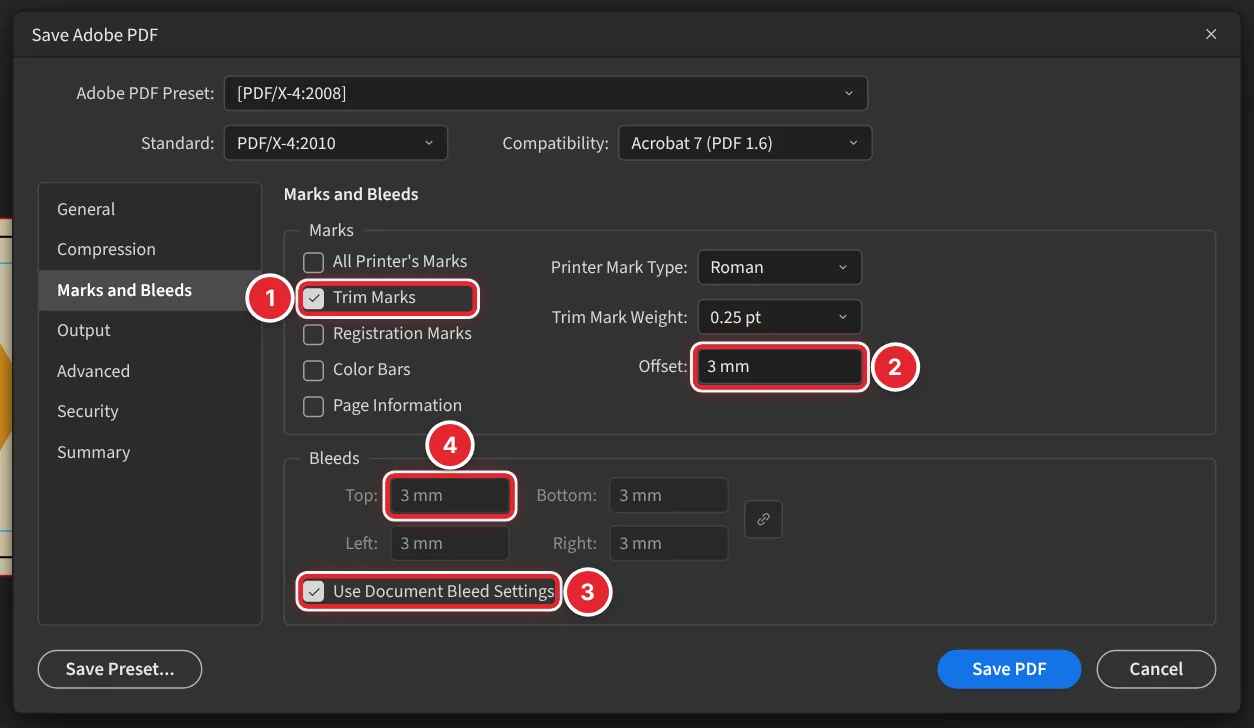 Save Adobe PDF
Adobe PDF Preset: [PDF/X-4:2008]
Standard: PDF/X-4:2010 Compatibility: Acrobat 7 (PDF 1.6)
General
Compression
Marks and Bleeds
Output
Advanced
Security
Summary
Marks and Bleeds
Marks
All Printer's Marks
1 Trim Marks
Registration Marks
Color Bars
Page Information
Printer Mark Type: Roman
Trim Mark Weight: 0.25 pt
Offset: 3 mm 2
4
Bleeds
Top: 3 mm Bottom: 3 mm
Left: 3 mm Right: 3 mm
Use Document Bleed Settings 3
Save Preset... Save PDF Cancel